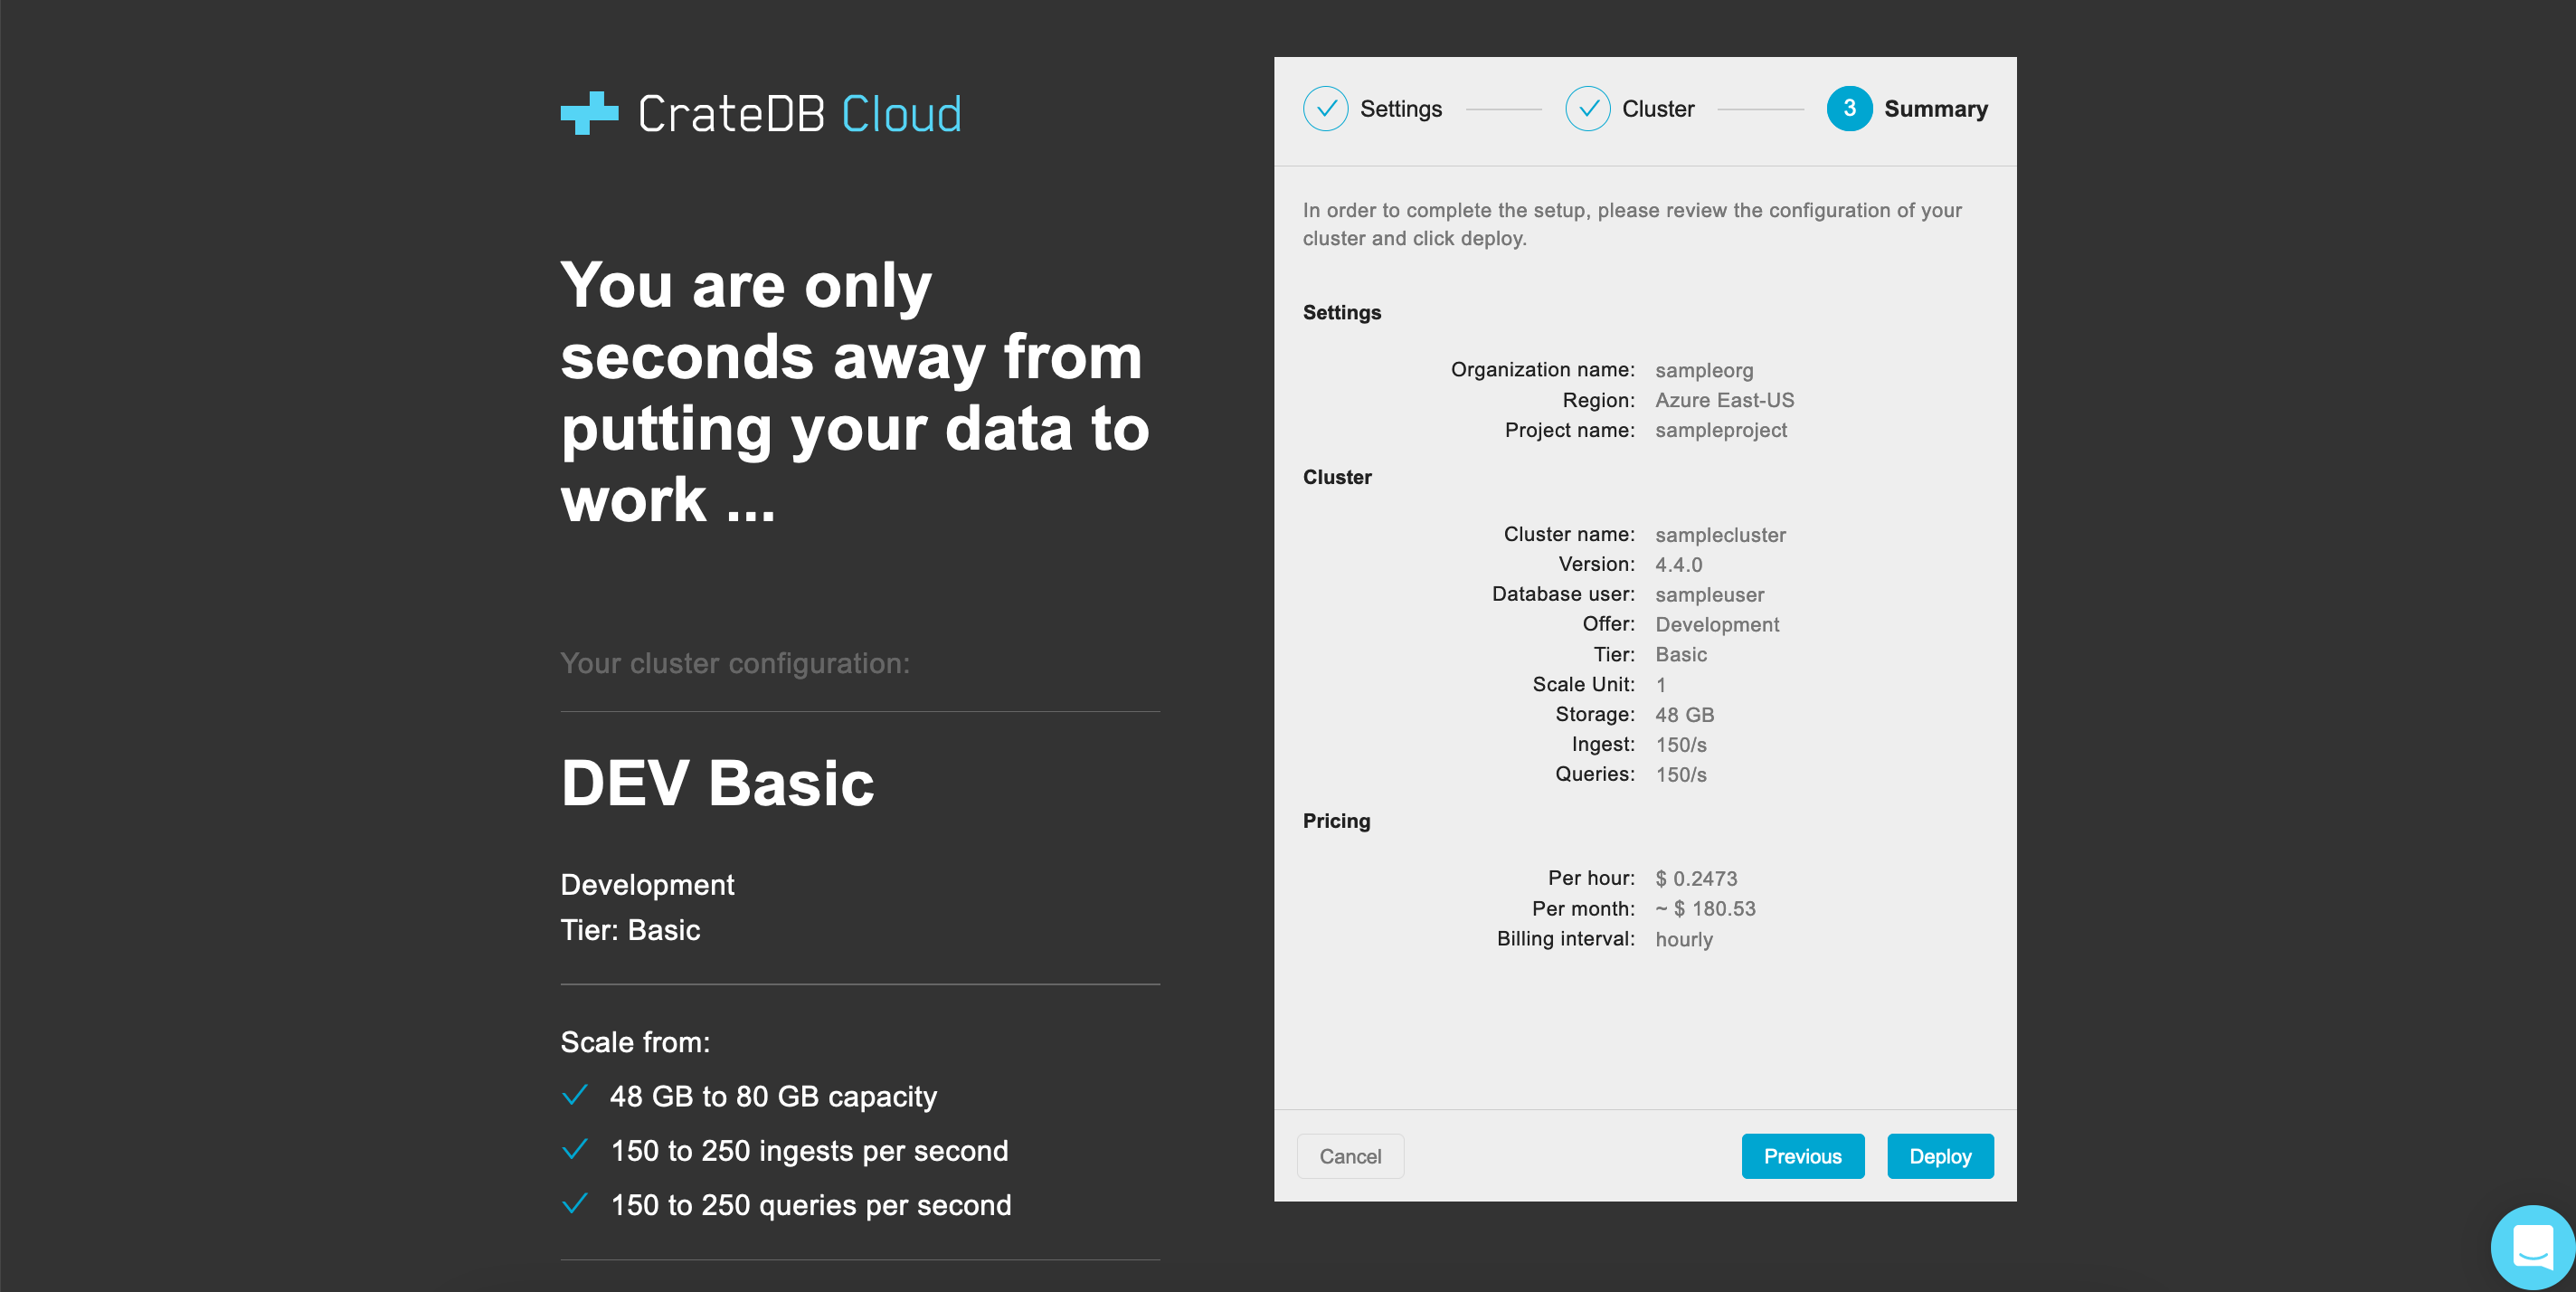 CrateDB Cloud
You are only
seconds away from
putting your data to
work ...
Your cluster configuration:
DEV Basic
Development
Tier: Basic
Scale from:
48 GB to 80 GB capacity
150 to 250 ingests per second
150 to 250 queries per second
Settings
Cluster
3 Summary
In order to complete the setup, please review the configuration of your
cluster and click deploy.
Settings
Organization name: sampleorg
Region: Azure East-US
Project name: sampleproject
Cluster
Cluster name: samplecluster
Version: 4.4.0
Database user: sampleuser
Offer: Development
Tier: Basic
Scale Unit: 1
Storage: 48 GB
Ingest: 150/s
Queries: 150/s
Pricing
Per hour: $ 0.2473
Per month: ~ $ 180.53
Billing interval: hourly
Cancel
Previous
Deploy